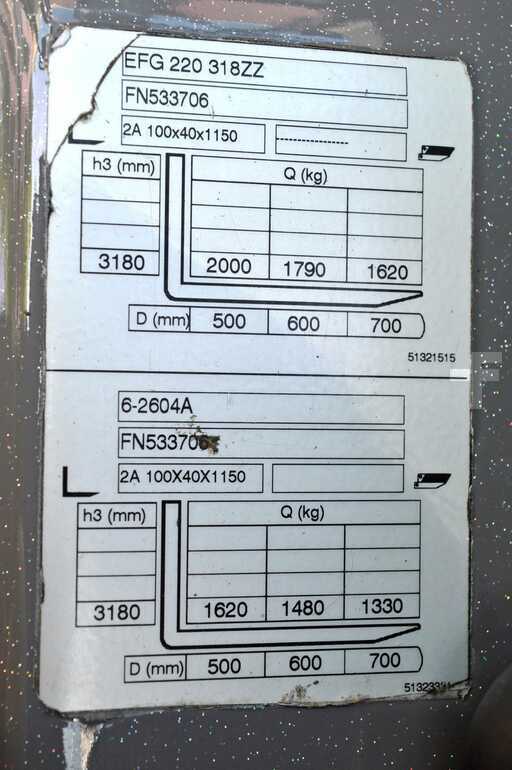 EFG 220 318ZZ
FN533706
2A 100x40x1150 ----------------
h3 (mm) Q (kg)
3180 2000 1790 1620
D (mm) 500 600 700
51321515
6-2604A
FN533706
2A 100X40X1150
h3 (mm) Q (kg)
3180 1620 1480 1330
D (mm) 500 600 700